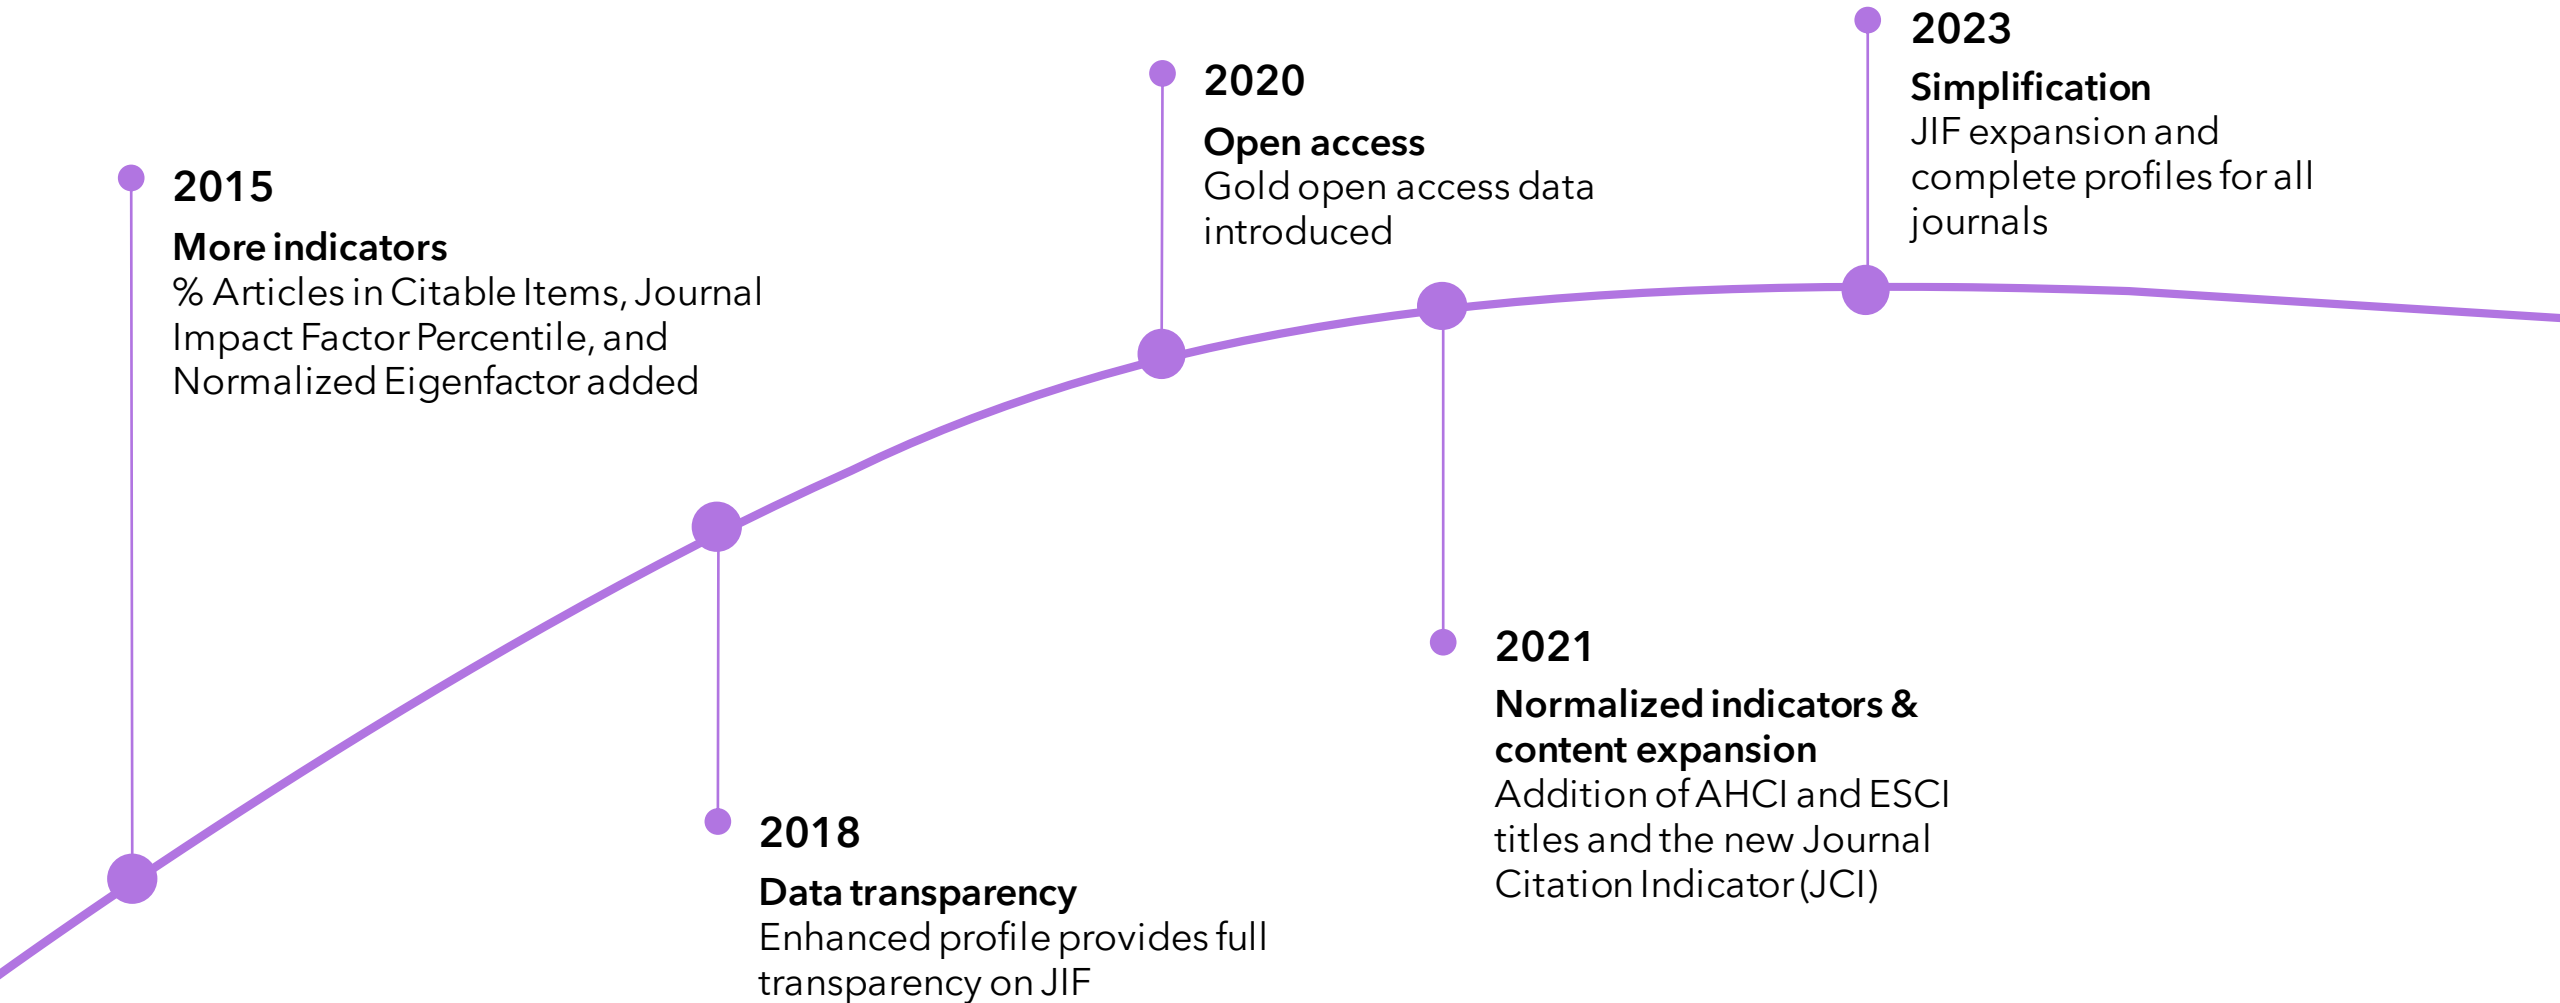 2015
More indicators
% Articles in Citable Items, Journal
Impact Factor Percentile, and
Normalized Eigenfactor added
2018
Data transparency
Enhanced profile provides full
transparency on JIF
2020
Open access
Gold open access data
introduced
2021
Normalized indicators &
content expansion
Addition of AHCI and ESCI
titles and the new Journal
Citation Indicator (JCI)
2023
Simplification
JIF expansion and
complete profiles for all
journals